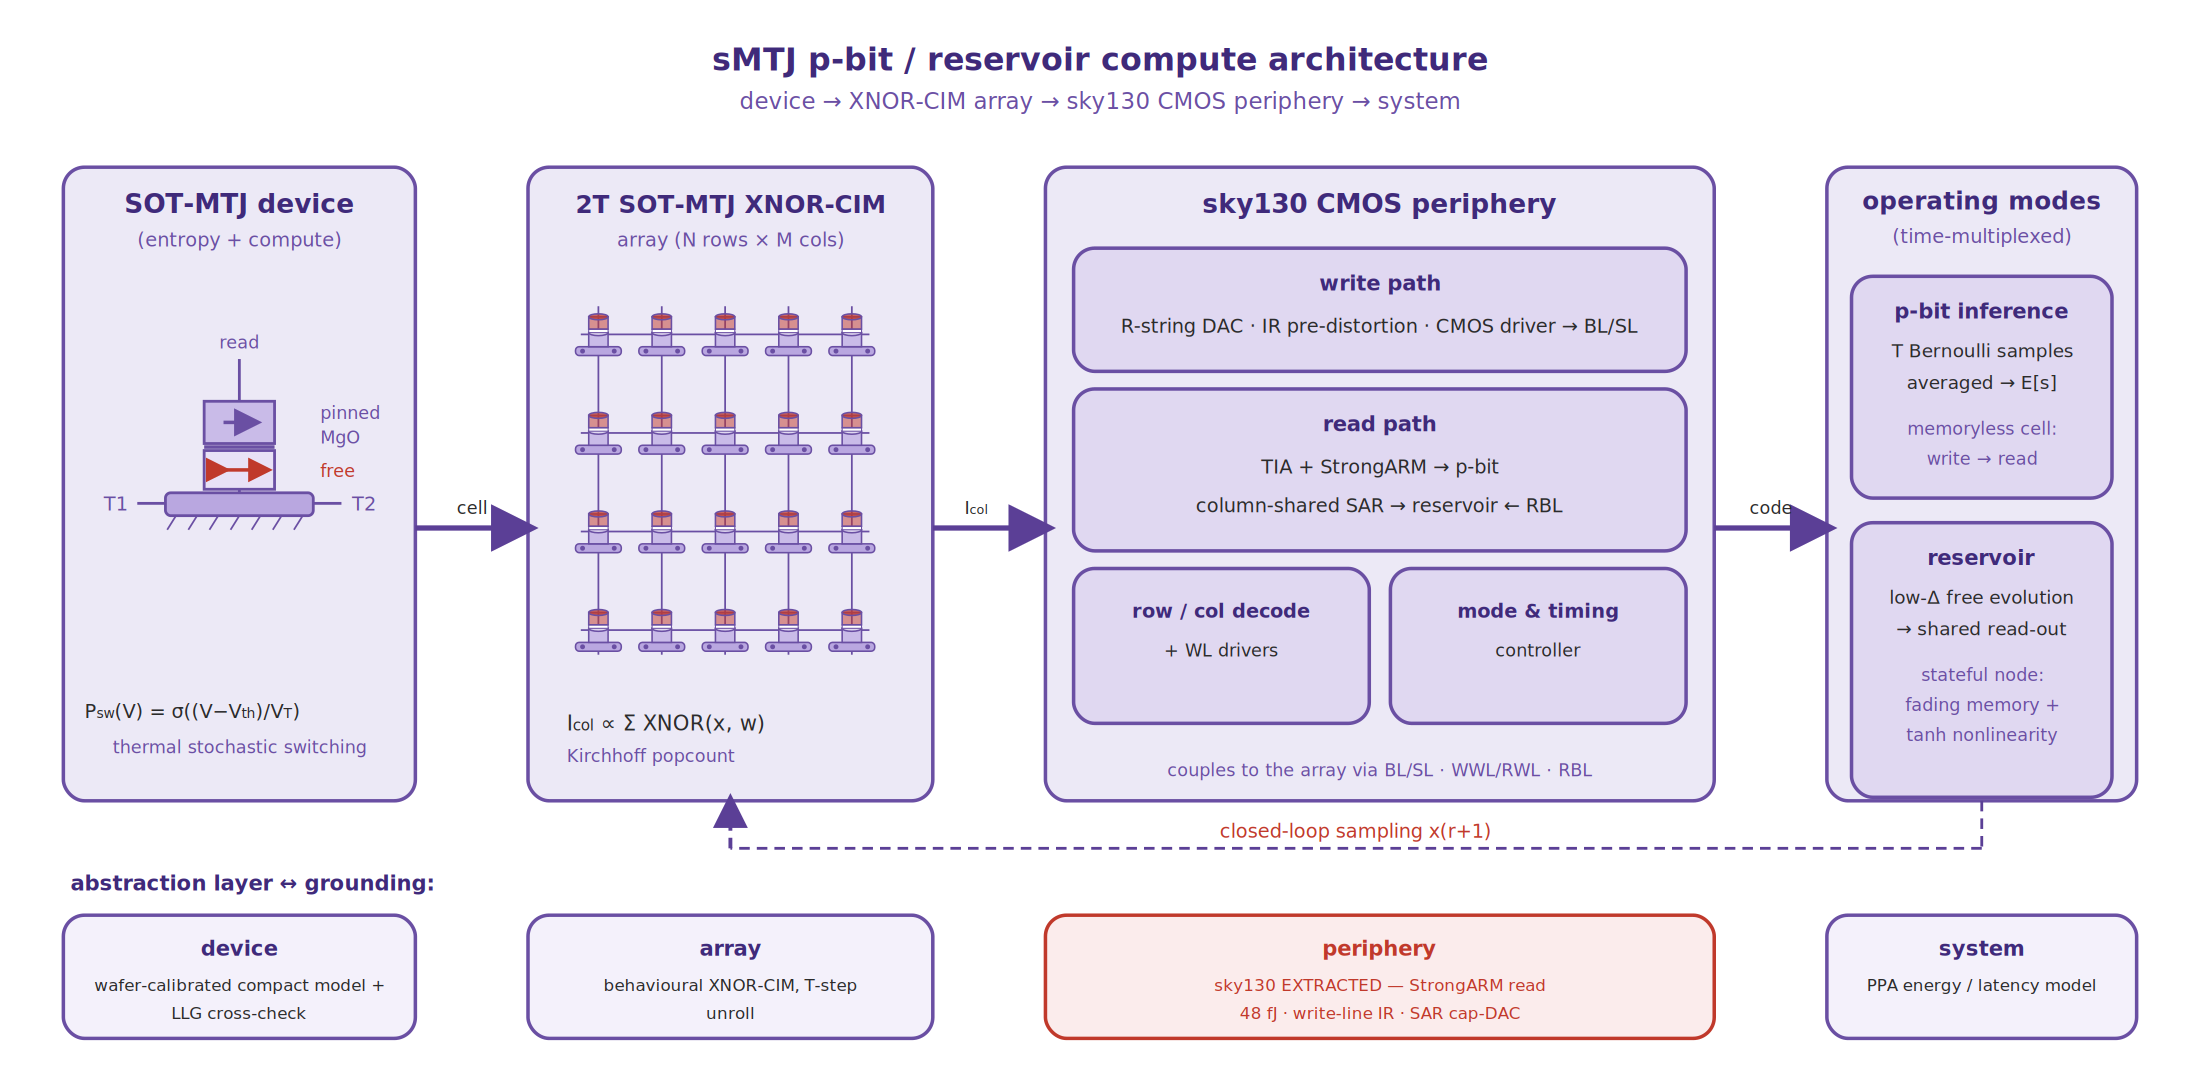 sMTJ p-bit / reservoir compute architecture
device → XNOR-CIM array → sky130 CMOS periphery → system
SOT-MTJ device
(entropy + compute)
read
pinned
MgO
free
T1
T2
Psw(V) = σ((V−Vth)/VT)
thermal stochastic switching
cell
2T SOT-MTJ XNOR-CIM
array (N rows × M cols)
Icol ∝ Σ XNOR(x, w)
Kirchhoff popcount
Icol
sky130 CMOS periphery
write path
R-string DAC · IR pre-distortion · CMOS driver → BL/SL
read path
TIA + StrongARM → p-bit
column-shared SAR → reservoir ← RBL
row / col decode
+ WL drivers
mode & timing
controller
couples to the array via BL/SL · WWL/RWL · RBL
code
operating modes
(time-multiplexed)
p-bit inference
T Bernoulli samples
averaged → E[s]
memoryless cell:
write → read
reservoir
low-Δ free evolution
→ shared read-out
stateful node:
fading memory +
tanh nonlinearity
closed-loop sampling x(r+1)
abstraction layer ↔ grounding:
device
wafer-calibrated compact model +
LLG cross-check
array
behavioural XNOR-CIM, T-step
unroll
periphery
sky130 EXTRACTED — StrongARM read
48 fJ · write-line IR · SAR cap-DAC
system
PPA energy / latency model